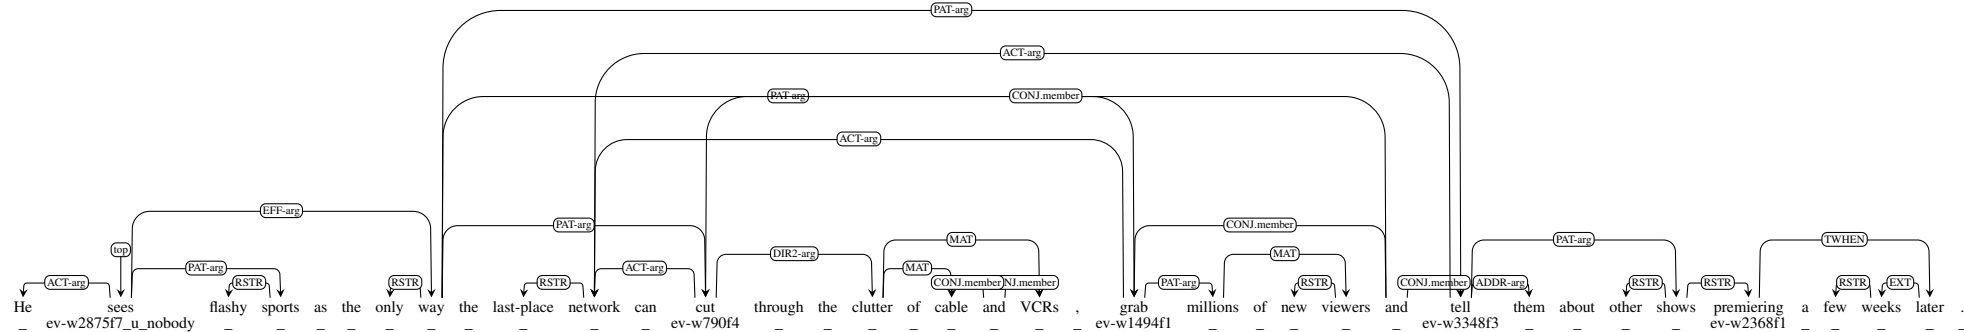 PAT-arg
ACT-arg
PAT-arg CONJ.member
ACT-arg
EFF-arg
PAT-arg CONJ.member
MAT PAT-arg TWHEN
top DIR2-arg MAT
PAT-arg ACT-arg MAT
ACT-arg RSTR RSTR RSTR CONJ.member CONJ.member PAT-arg RSTR CONJ.member ADDR-arg RSTR RSTR RSTR EXT
He sees flashy sports as the only way the last-place network can cut through the clutter of cable and VCRs , grab millions of new viewers and tell them about other shows premiering a few weeks later .
_ ev-w2875f7_u_nobody _ _ _ _ _ _ _ _ _ _ ev-w790f4 _ _ _ _ _ _ _ _ ev-w1494f1 _ _ _ _ _ ev-w3348f3 _ _ _ _ ev-w2368f1 _ _ _ _ _